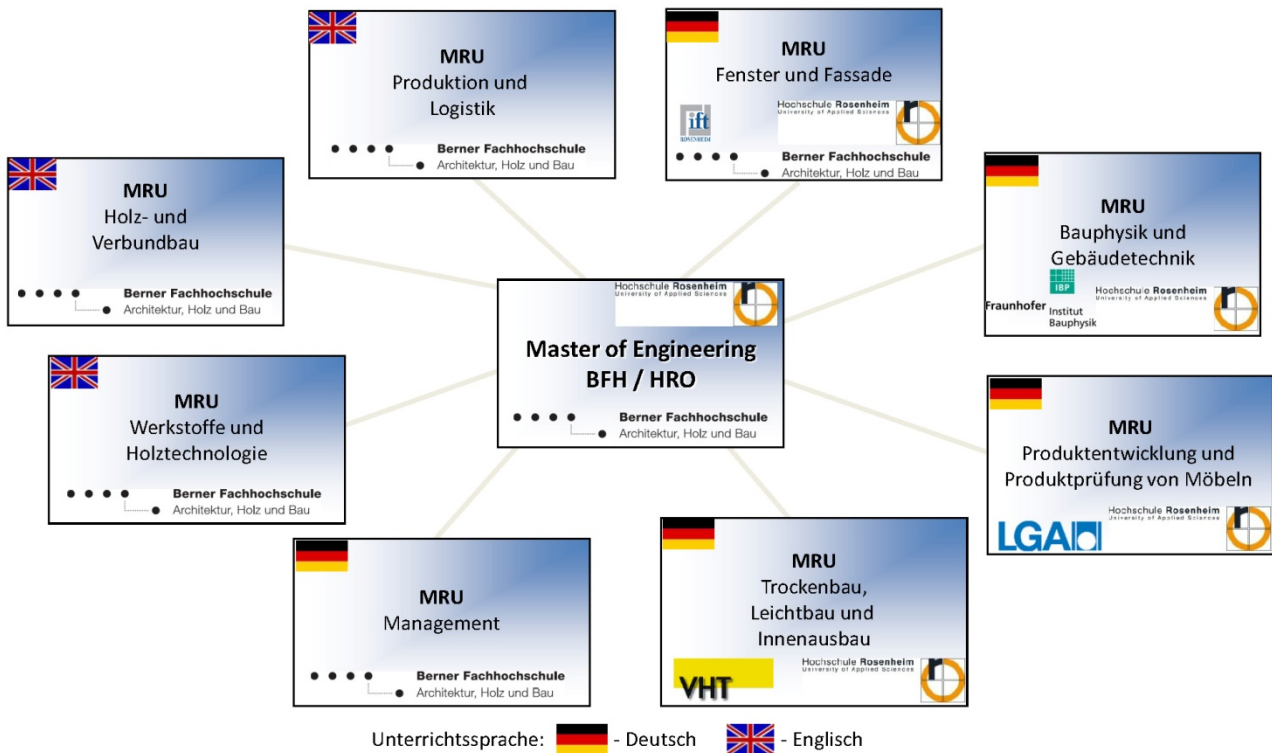 MRU
Produktion und
Logistik
Berner Fachhochschule
Architektur, Holz und Bau
MRU
Fenster und Fassade
ift
ROSENHEIM
Hochschule Rosenheim
University of Applied Sciences
Berner Fachhochschule
Architektur, Holz und Bau
MRU
Holz- und
Verbundbau
Berner Fachhochschule
Architektur, Holz und Bau
MRU
Bauphysik und
Gebäudetechnik
IBP
Fraunhofer
Institut
Bauphysik
Hochschule Rosenheim
University of Applied Sciences
Hochschule Rosenheim
University of Applied Sciences
Master of Engineering
BFH / HRO
Berner Fachhochschule
Architektur, Holz und Bau
MRU
Werkstoffe und
Holztechnologie
Berner Fachhochschule
Architektur, Holz und Bau
MRU
Produktentwicklung und
Produktprüfung von Möbeln
LGA
Hochschule Rosenheim
University of Applied Sciences
MRU
Management
Berner Fachhochschule
Architektur, Holz und Bau
MRU
Trockenbau,
Leichtbau und
Innenausbau
VHT
Hochschule Rosenheim
University of Applied Sciences
Unterrichtssprache: - Deutsch - Englisch